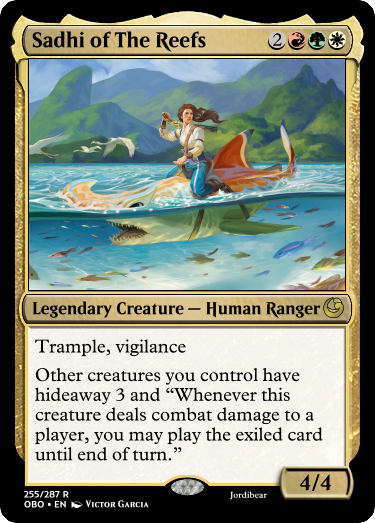 Sadhi of The Reefs 2
Legendary Creature — Human Ranger
Trample, vigilance
Other creatures you control have
hideaway 3 and “Whenever this
creature deals combat damage to a
player, you may play the exiled card
until end of turn.”
4/4
255/287 R
OBO • EN Victor Garcia
Jordibear